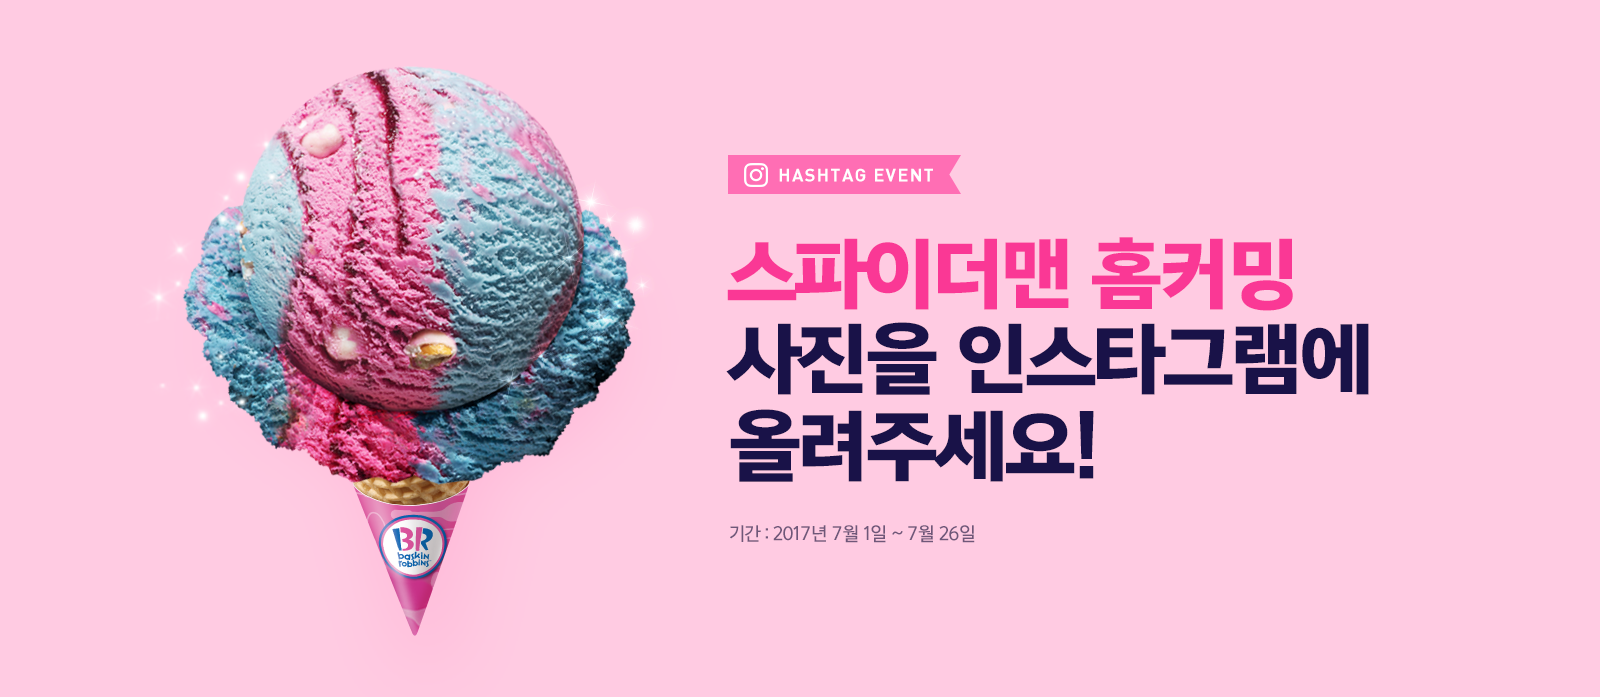 HASHTAG EVENT
스파이더맨 홈커밍
사진을 인스타그램에
올려주세요!
기간 : 2017년 7월 1일 ~ 7월 26일
BR
baskin
robbins